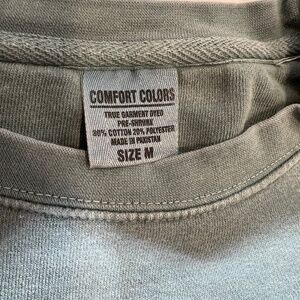 COMFORT COLORS
TRUE GARMENT DYED
PRE-SHRUNK
80% COTTON 20% POLYESTER
MADE IN PAKISTAN
SIZE M